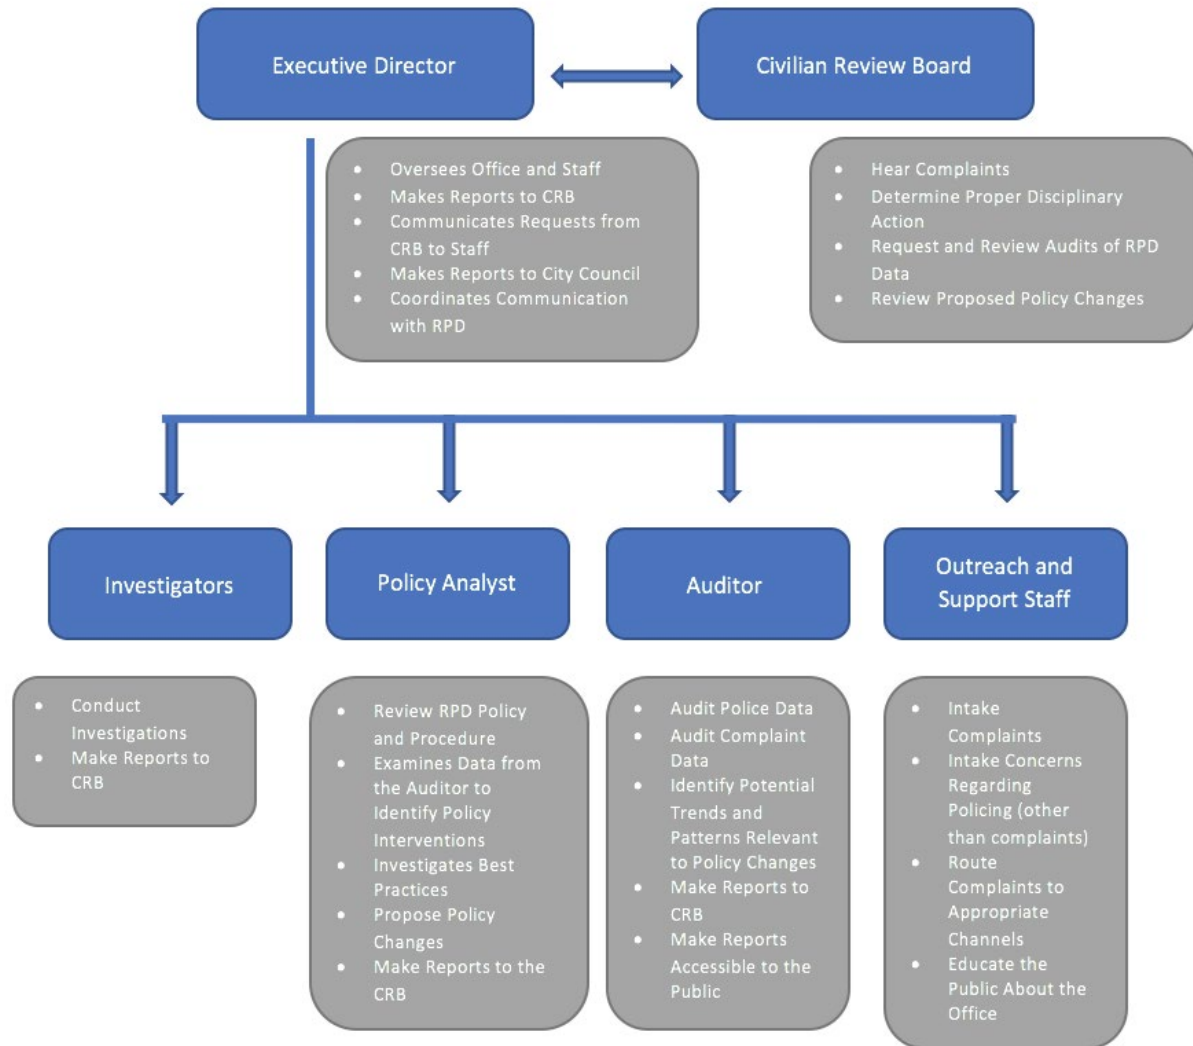 Executive Director
Civilian Review Board
• Oversees Office and Staff
• Makes Reports to CRB
• Communicates Requests from
CRB to Staff
• Makes Reports to City Council
• Coordinates Communication
with RPD
• Hear Complaints
• Determine Proper Disciplinary
Action
• Request and Review Audits of RPD
Data
• Review Proposed Policy Changes
Investigators
Policy Analyst
Auditor
Outreach and
Support Staff
• Conduct
Investigations
• Make Reports to
CRB
• Review RPD Policy
and Procedure
• Examines Data from
the Auditor to
Identify Policy
Interventions
• Investigates Best
Practices
• Propose Policy
Changes
• Make Reports to the
CRB
• Audit Police Data
• Audit Complaint
Data
• Identify Potential
Trends and
Patterns Relevant
to Policy Changes
• Make Reports to
CRB
• Make Reports
Accessible to the
Public
• Intake
Complaints
• Intake Concerns
Regarding
Policing (other
than complaints)
• Route
Complaints to
Appropriate
Channels
• Educate the
Public About the
Office